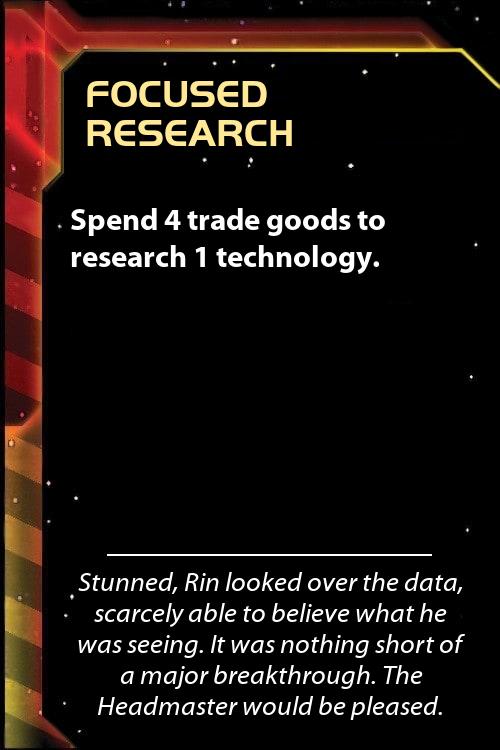 FOCUSED
RESEARCH
Spend 4 trade goods to
research 1 technology.
Stunned, Rin looked over the data,
scarcely able to believe what he
was seeing. It was nothing short of
a major breakthrough. The
Headmaster would be pleased.